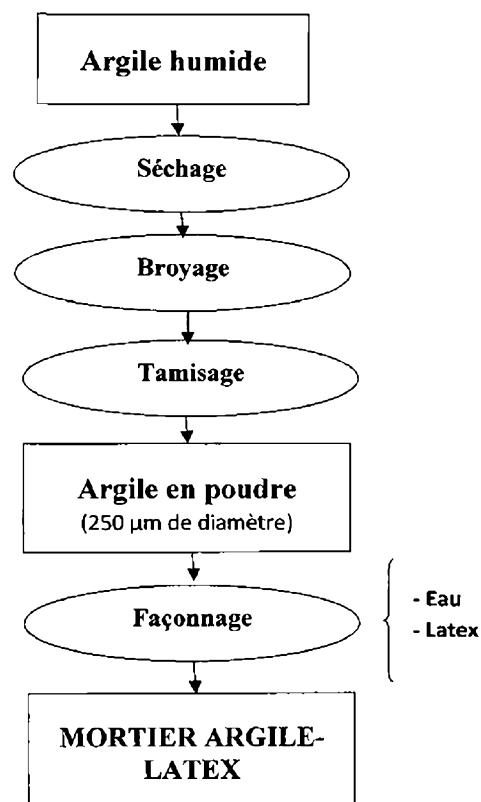 Argile humide
Séchage
Broyage
Tamisage
Argile en poudre
(250 µm de diamètre)
Façonnage
- Eau
- Latex
MORTIER ARGILE-
LATEX